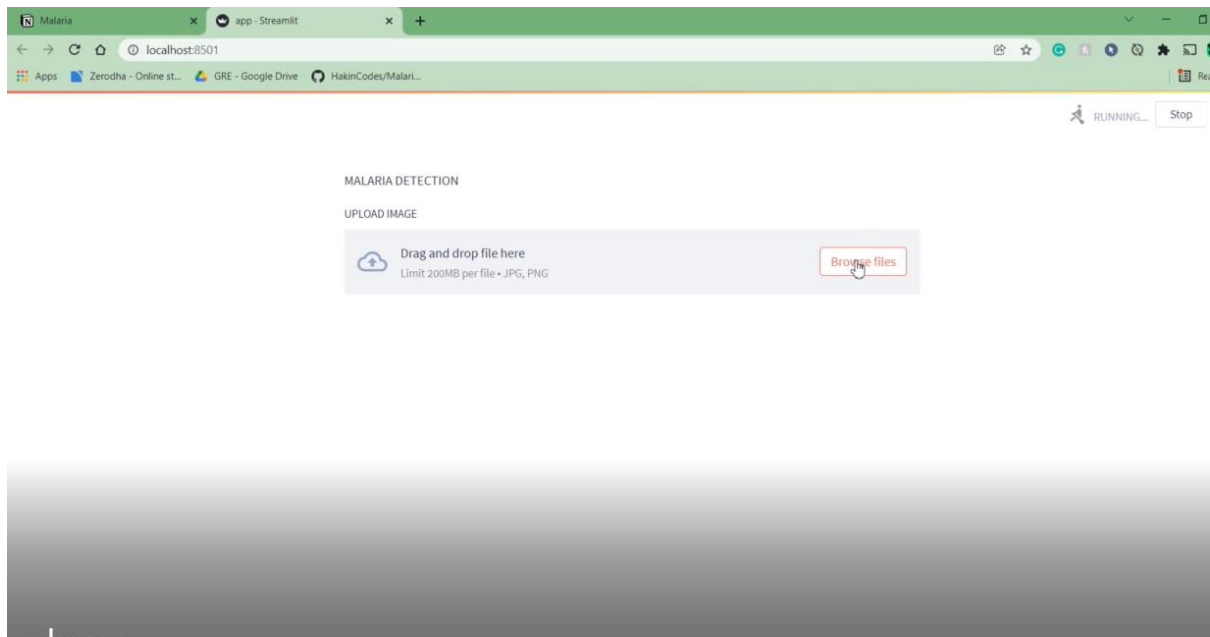 Malaria
app · Streamlit
localhost:8501
Apps Zerodha - Online st... GRE - Google Drive HakinCodes/Malari...
RUNNING... Stop
MALARIA DETECTION
UPLOAD IMAGE
Drag and drop file here
Limit 200MB per file • JPG, PNG
Browse files